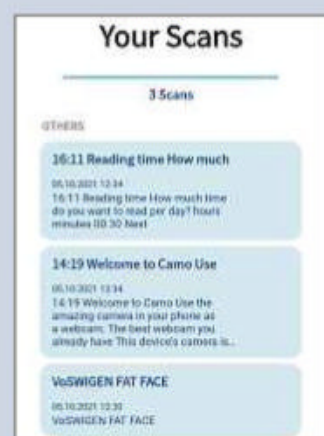 Your Scans
3 Scans
OTHERS
16:11 Reading time How much
05.10.2021 12:34
16:11 Reading time How much time
do you want to read per day? hours
minutes 00 30 Next
14:19 Welcome to Camo Use
05.10.2021 12:34
14:19 Welcome to Camo Use the
amazing camera in your phone as
a webcam. The best webcam you
already have This device's camera is...
VoSWIGEN FAT FACE
05.10.2021 12:30
VoSWIGEN FAT FACE